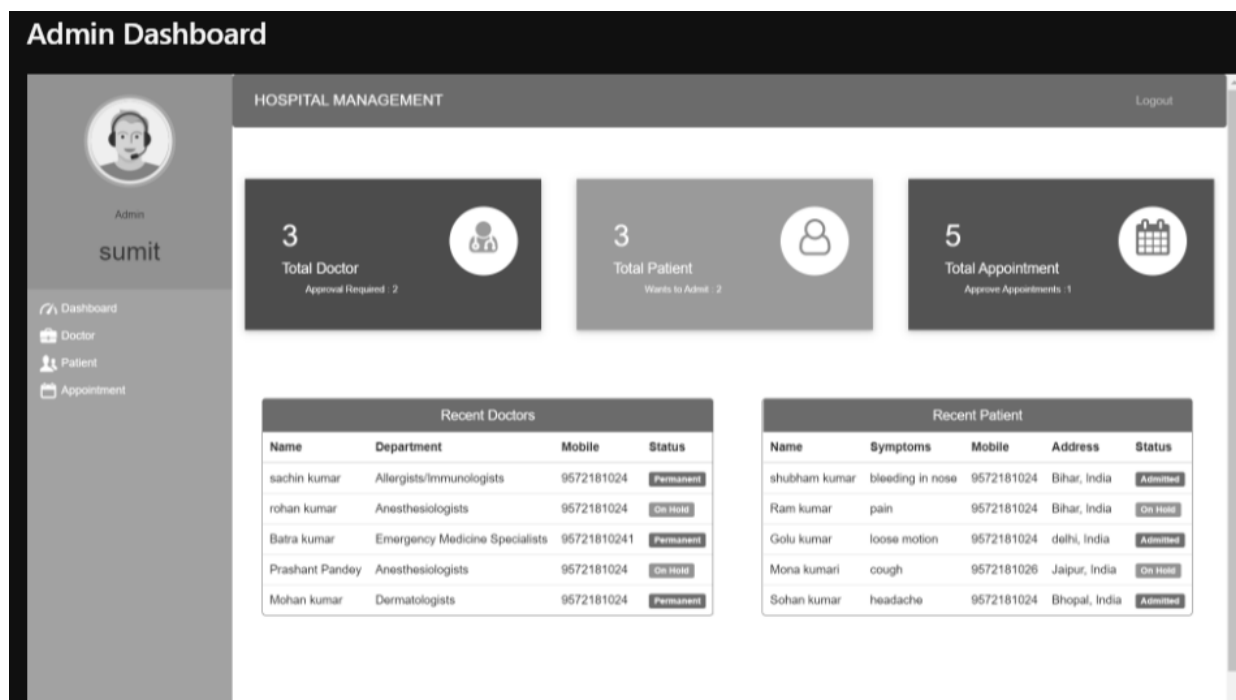 Admin Dashboard
HOSPITAL MANAGEMENT
Logout
Admin
sumit
Dashboard
Doctor
Patient
Appointment
3
Total Doctor
Approval Required : 2
3
Total Patient
Wants to Admit : 2
5
Total Appointment
Approve Appointments :1
Recent Doctors
Name Department Mobile Status
sachin kumar Allergists/Immunologists 9572181024 Permanent
rohan kumar Anesthesiologists 9572181024 On Hold
Batra kumar Emergency Medicine Specialists 95721810241 Permanent
Prashant Pandey Anesthesiologists 9572181024 On Hold
Mohan kumar Dermatologists 9572181024 Permanent
Recent Patient
Name Symptoms Mobile Address Status
shubham kumar bleeding in nose 9572181024 Bihar, India Admitted
Ram kumar pain 9572181024 Bihar, India On Hold
Golu kumar loose motion 9572181024 delhi, India Admitted
Mona kumari cough 9572181026 Jaipur, India On Hold
Sohan kumar headache 9572181024 Bhopal, India Admitted